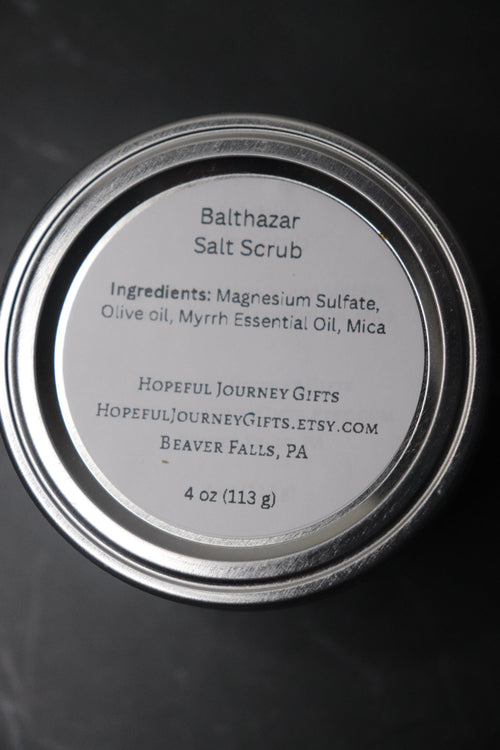 Balthazar
Salt Scrub
Ingredients: Magnesium Sulfate,
Olive oil, Myrrh Essential Oil, Mica
Hopeful Journey Gifts
HopefulJourneyGifts.etsy.com
Beaver Falls, PA
4 oz (113 g)